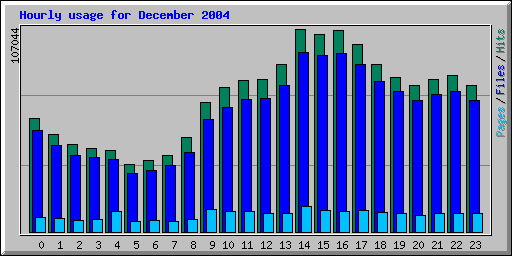 Hourly usage for December 2004
107044
Pages / Files / Hits
0 1 2 3 4 5 6 7 8 9 10 11 12 13 14 15 16 17 18 19 20 21 22 23